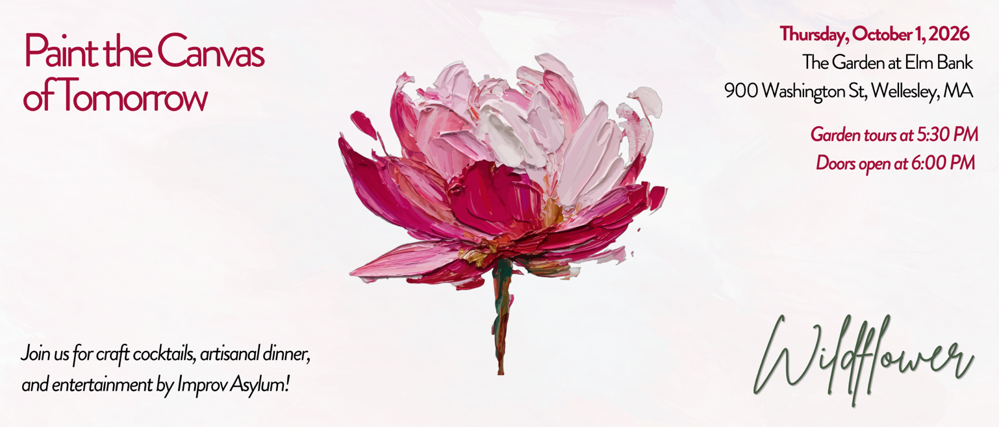 Paint the Canvas
of Tomorrow
Thursday, October 1, 2026
The Garden at Elm Bank
900 Washington St, Wellesley, MA
Garden tours at 5:30 PM
Doors open at 6:00 PM
Join us for craft cocktails, artisanal dinner,
and entertainment by Improv Asylum!
Wildflower